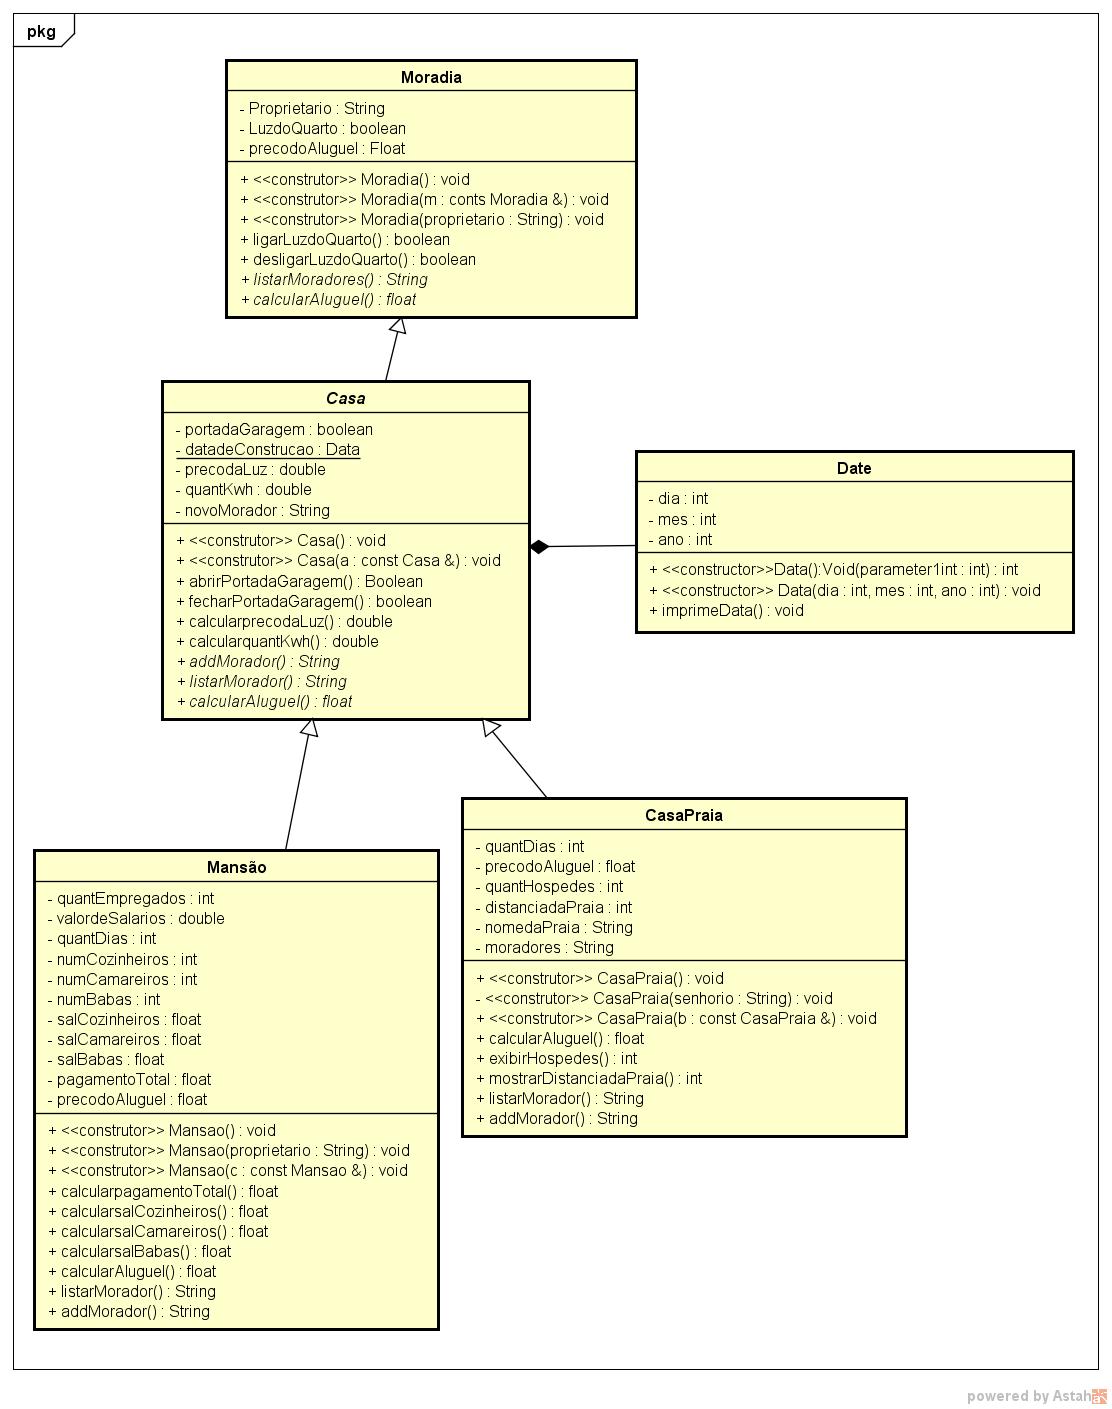 pkg
Moradia
- Proprietario : String
- LuzdoQuarto : boolean
- precodoAluguel : Float
+ <<construtor>> Moradia() : void
+ <<construtor>> Moradia(m : conts Moradia &) : void
+ <<construtor>> Moradia(proprietario : String) : void
+ ligarLuzdoQuarto() : boolean
+ desligarLuzdoQuarto() : boolean
+ listarMoradores() : String
+ calcularAluguel() : float
Casa
- portadaGaragem : boolean
- datadeConstrucao : Data
- precodaLuz : double
- quantKwh : double
- novoMorador : String
+ <<construtor>> Casa() : void
+ <<construtor>> Casa(a : const Casa &) : void
+ abrirPortadaGaragem() : Boolean
+ fecharPortadaGaragem() : boolean
+ calcularprecodaLuz() : double
+ calcularquantKwh() : double
+ addMorador() : String
+ listarMorador() : String
+ calcularAluguel() : float
Date
- dia : int
- mes : int
- ano : int
+ <<constructor>>Data():Void(parameter1int : int) : int
+ <<constructor>> Data(dia : int, mes : int, ano : int) : void
+ imprimeData() : void
Mansão
- quantEmpregados : int
- valordeSalarios : double
- quantDias : int
- numCozinheiros : int
- numCamareiros : int
- numBabas : int
- salCozinheiros : float
- salCamareiros : float
- salBabas : float
- pagamentoTotal : float
- precodoAluguel : float
+ <<construtor>> Mansao() : void
+ <<construtor>> Mansao(proprietario : String) : void
+ <<construtor>> Mansao(c : const Mansao &) : void
+ calcularpagamentoTotal() : float
+ calcularsalCozinheiros() : float
+ calcularsalCamareiros() : float
+ calcularsalBabas() : float
+ calcularAluguel() : float
+ listarMorador() : String
+ addMorador() : String
CasaPraia
- quantDias : int
- precodoAluguel : float
- quantHospedes : int
- distanciadaPraia : int
- nomedaPraia : String
- moradores : String
+ <<construtor>> CasaPraia() : void
- <<construtor>> CasaPraia(senhorio : String) : void
+ <<construtor>> CasaPraia(b : const CasaPraia &) : void
+ calcularAluguel() : float
+ exibirHospedes() : int
+ mostrarDistanciadaPraia() : int
+ listarMorador() : String
+ addMorador() : String
powered by Astah